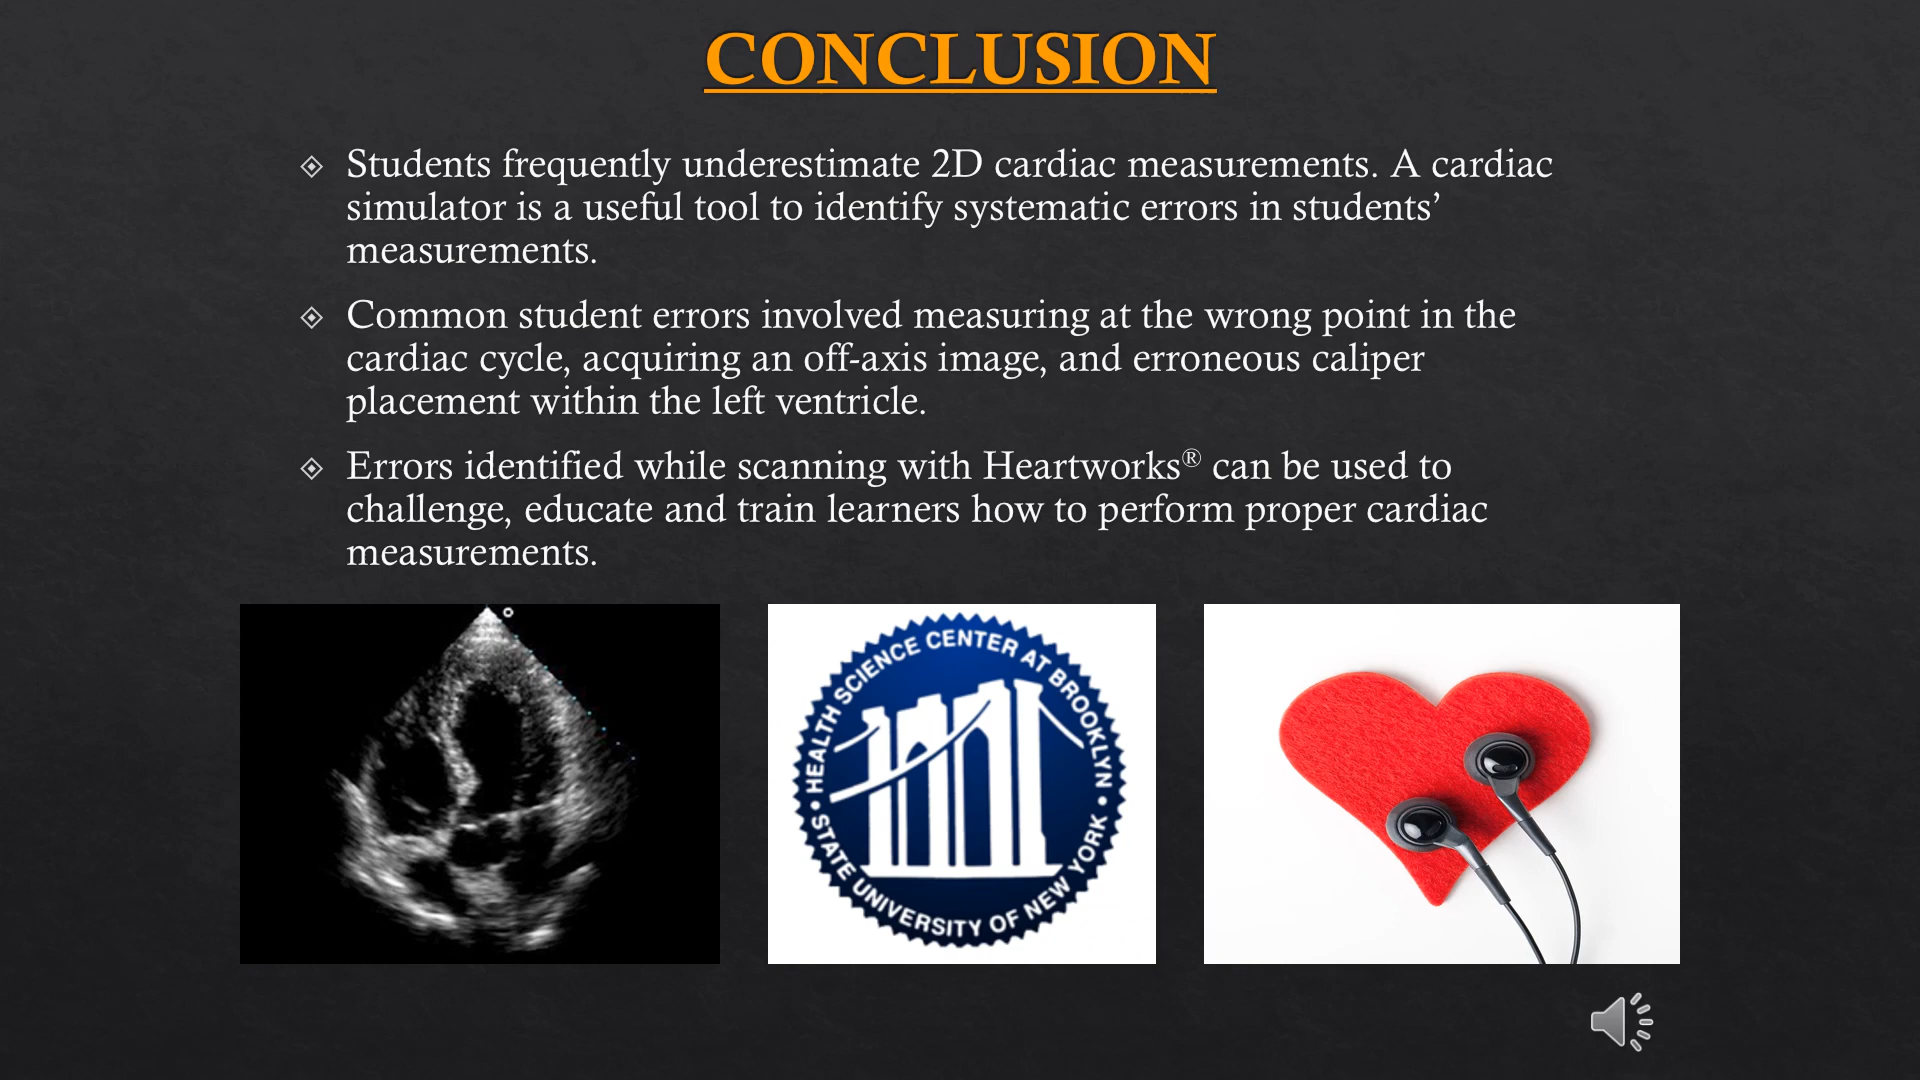 CONCLUSION
Students frequently underestimate 2D cardiac measurements. A cardiac
simulator is a useful tool to identify systematic errors in students’
measurements.
Common student errors involved measuring at the wrong point in the
cardiac cycle, acquiring an off-axis image, and erroneous caliper
placement within the left ventricle.
Errors identified while scanning with Heartworks® can be used to
challenge, educate and train learners how to perform proper cardiac
measurements.
• HEALTH SCIENCE CENTER AT BROOKLYN •
STATE UNIVERSITY OF NEW YORK